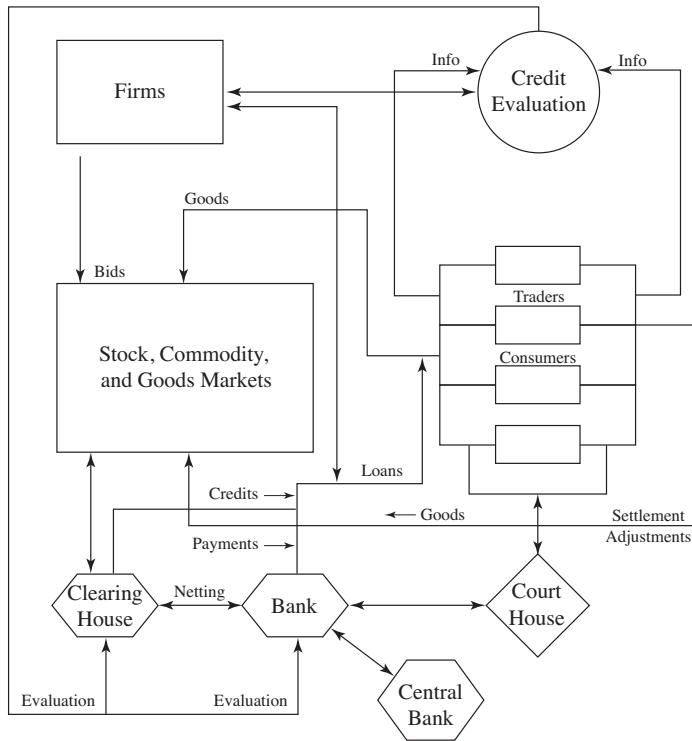 Info
Info
Firms
Credit
Evaluation
Goods
Bids
Traders
Stock, Commodity,
and Goods Markets
Consumers
Loans
Credits
Goods
Settlement
Payments
Adjustments
Clearing
House
Netting
Bank
Court
House
Evaluation
Evaluation
Central
Bank